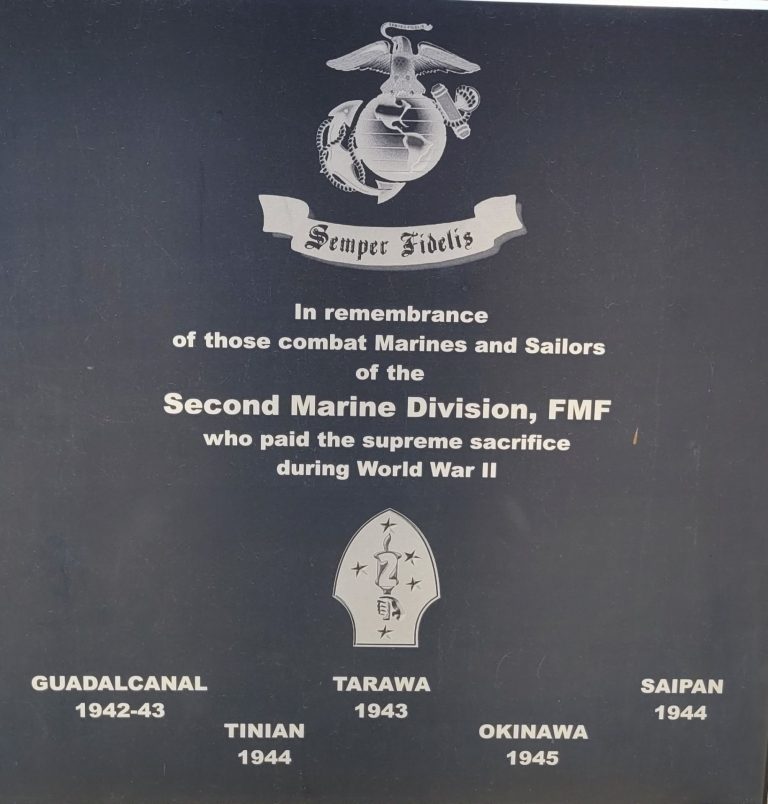 Semper Fidelis
In remembrance
of those combat Marines and Sailors
of the
Second Marine Division, FMF
who paid the supreme sacrifice
during World War II
2
GUADALCANAL
1942-43
TINIAN
1944
TARAWA
1943
OKINAWA
1945
SAIPAN
1944